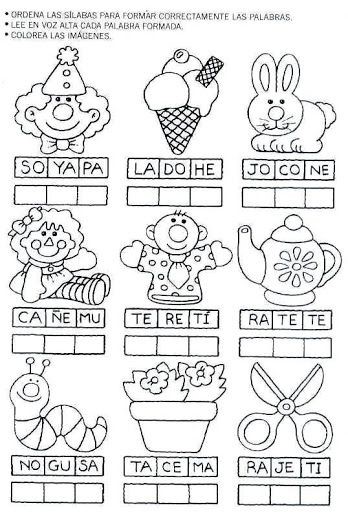 • ORDENA LAS SÍLABAS PARA FORMAR CORRECTAMENTE LAS PALABRAS.
• LEE EN VOZ ALTA CADA PALABRA FORMADA.
• COLOREA LAS IMÁGENES.
SO YA PA
LA DO HE
JO CO NE
CA ÑE MU
TE RE TÍ
RA TE TE
NO GU SA
TA CE MA
RA JE TI